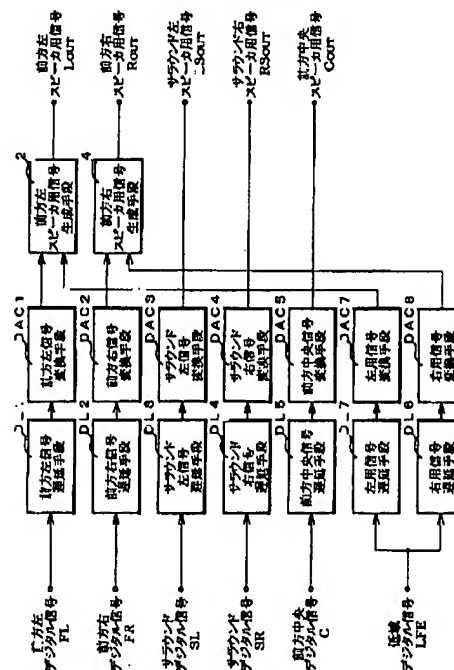 前方左
デジタル信号
FL
前方右
デジタル信号
FR
サラウンド
デジタル信号
SL
サラウンド
デジタル信号
SR
前方中央
デジタル信号
C
低域
デジタル信号
LFE
前方左信号
遅延手段
DL2
前方右信号
遅延手段
DL3
サラウンド
左信号
遅延手段
DL4
サラウンド
右信号
遅延手段
DL5
前方中央信号
遅延手段
DL7
左用信号
遅延手段
DL8
右用信号
遅延手段
DAC1
前方左信号
変換手段
DAC2
前方右信号
変換手段
DAC3
サラウンド
左信号
変換手段
DAC4
サラウンド
右信号
変換手段
DAC5
前方中央信号
変換手段
DAC7
左用信号
変換手段
DAC8
右用信号
変換手段
2
前方左
スピーカ用信号
生成手段
4
前方右
スピーカ用信号
生成手段
前方左
スピーカ用信号
LOUT
前方右
スピーカ用信号
ROUT
サラウンド左
スピーカ用信号
LSOUT
サラウンド右
スピーカ用信号
RSOUT
前方中央
スピーカ用信号
COUT